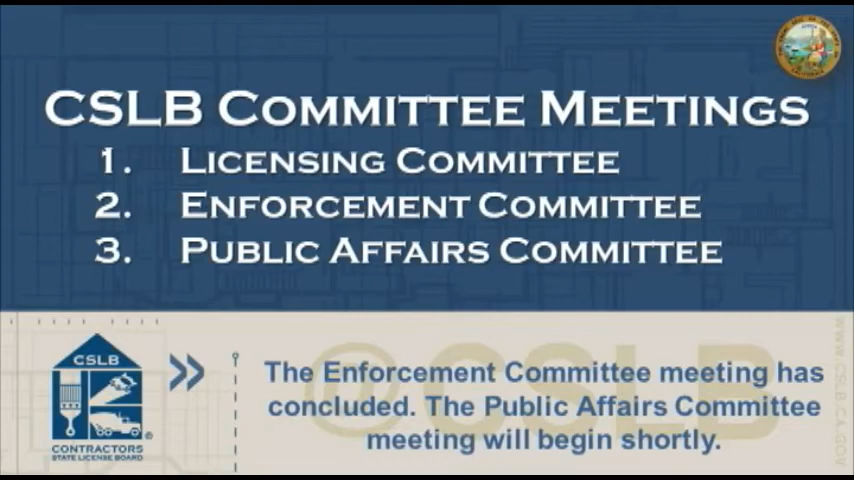 CSLB COMMITTEE MEETINGS
1. LICENSING COMMITTEE
2. ENFORCEMENT COMMITTEE
3. PUBLIC AFFAIRS COMMITTEE
@CSLB
WWW.CSLB.CA.GOV
CSLB
CONTRACTORS
STATE LICENSE BOARD
The Enforcement Committee meeting has
concluded. The Public Affairs Committee
meeting will begin shortly.